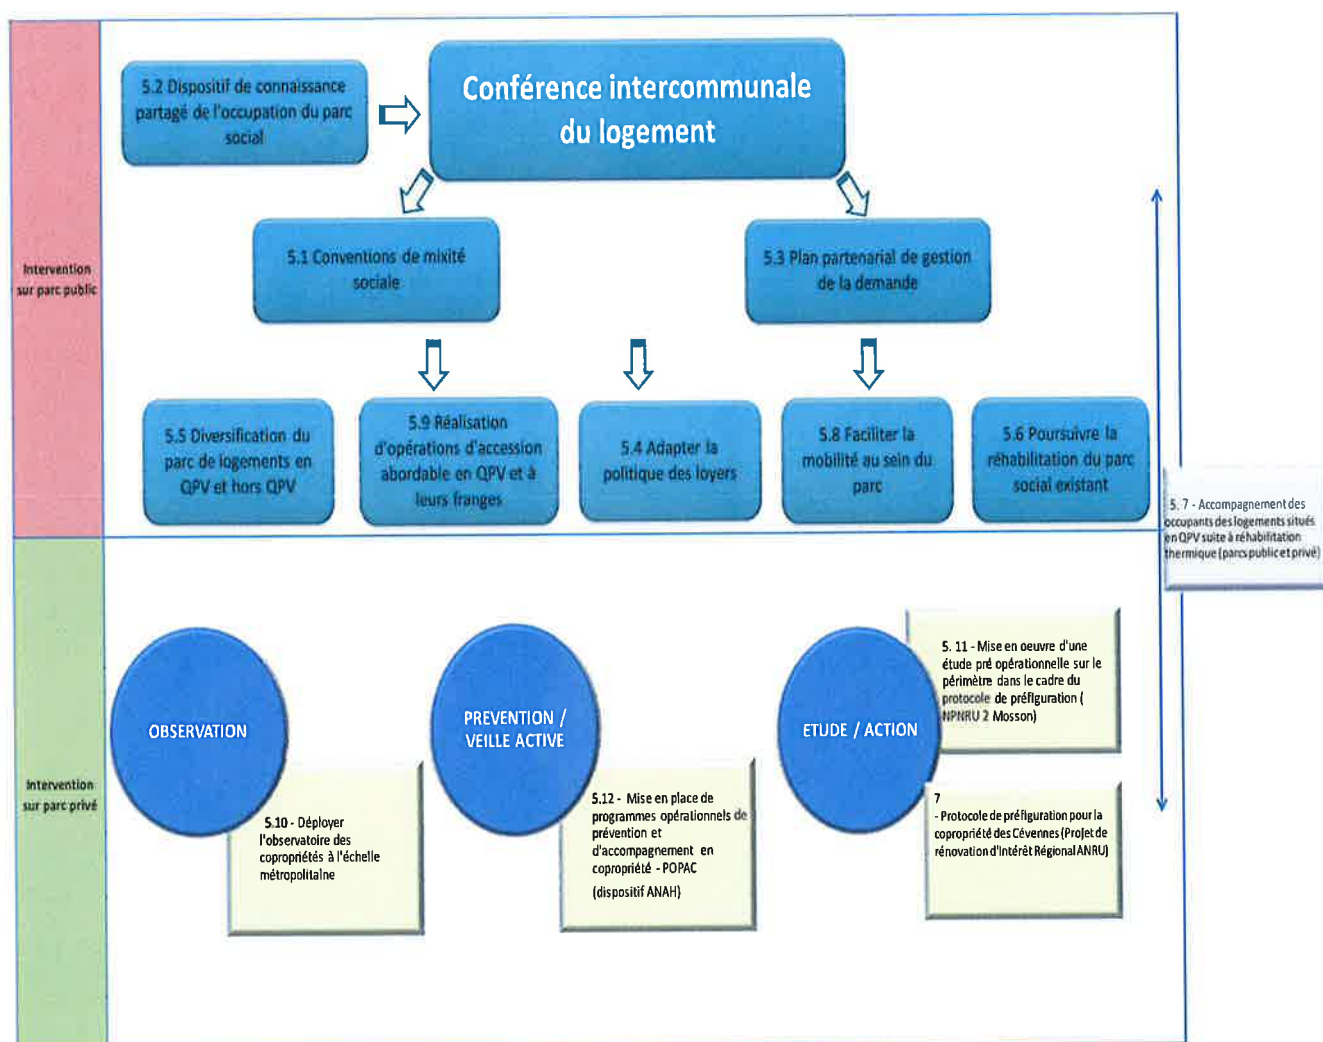 Intervention
sur parc public
5.2 Dispositif de connaissance
partagé de l'occupation du parc
social
Conférence intercommunale
du logement
5.1 Conventions de mixité
sociale
5.3 Plan partenarial de gestion
de la demande
5.5 Diversification du
parc de logements en
QPV et hors QPV
5.9 Réalisation
d'opérations d'accession
abordable en QPV et à
leurs franges
5.4 Adapter la
politique des loyers
5.8 Faciliter la
mobilité au sein du
parc
5.6 Poursuivre la
réhabilitation du parc
social existant
5. 7 - Accompagnement des
occupants des logements situés
en QPV suite à réhabilitation
thermique (parcs public et privé)
Intervention
sur parc privé
OBSERVATION
5.10 - Déployer
l'observatoire des
copropriétés à l'échelle
métropolitaine
PREVENTION /
VEILLE ACTIVE
5.12 - Mise en place de
programmes opérationnels de
prévention et
d'accompagnement en
copropriété - POPAC
(dispositif ANAH)
ETUDE / ACTION
5. 11 - Mise en oeuvre d'une
étude pré opérationnelle sur le
périmètre dans le cadre du
protocole de préfiguration (
NPNRU 2 Mosson)
7
- Protocole de préfiguration pour la
copropriété des Cévennes (Projet de
rénovation d'Intérêt Régional ANRU)